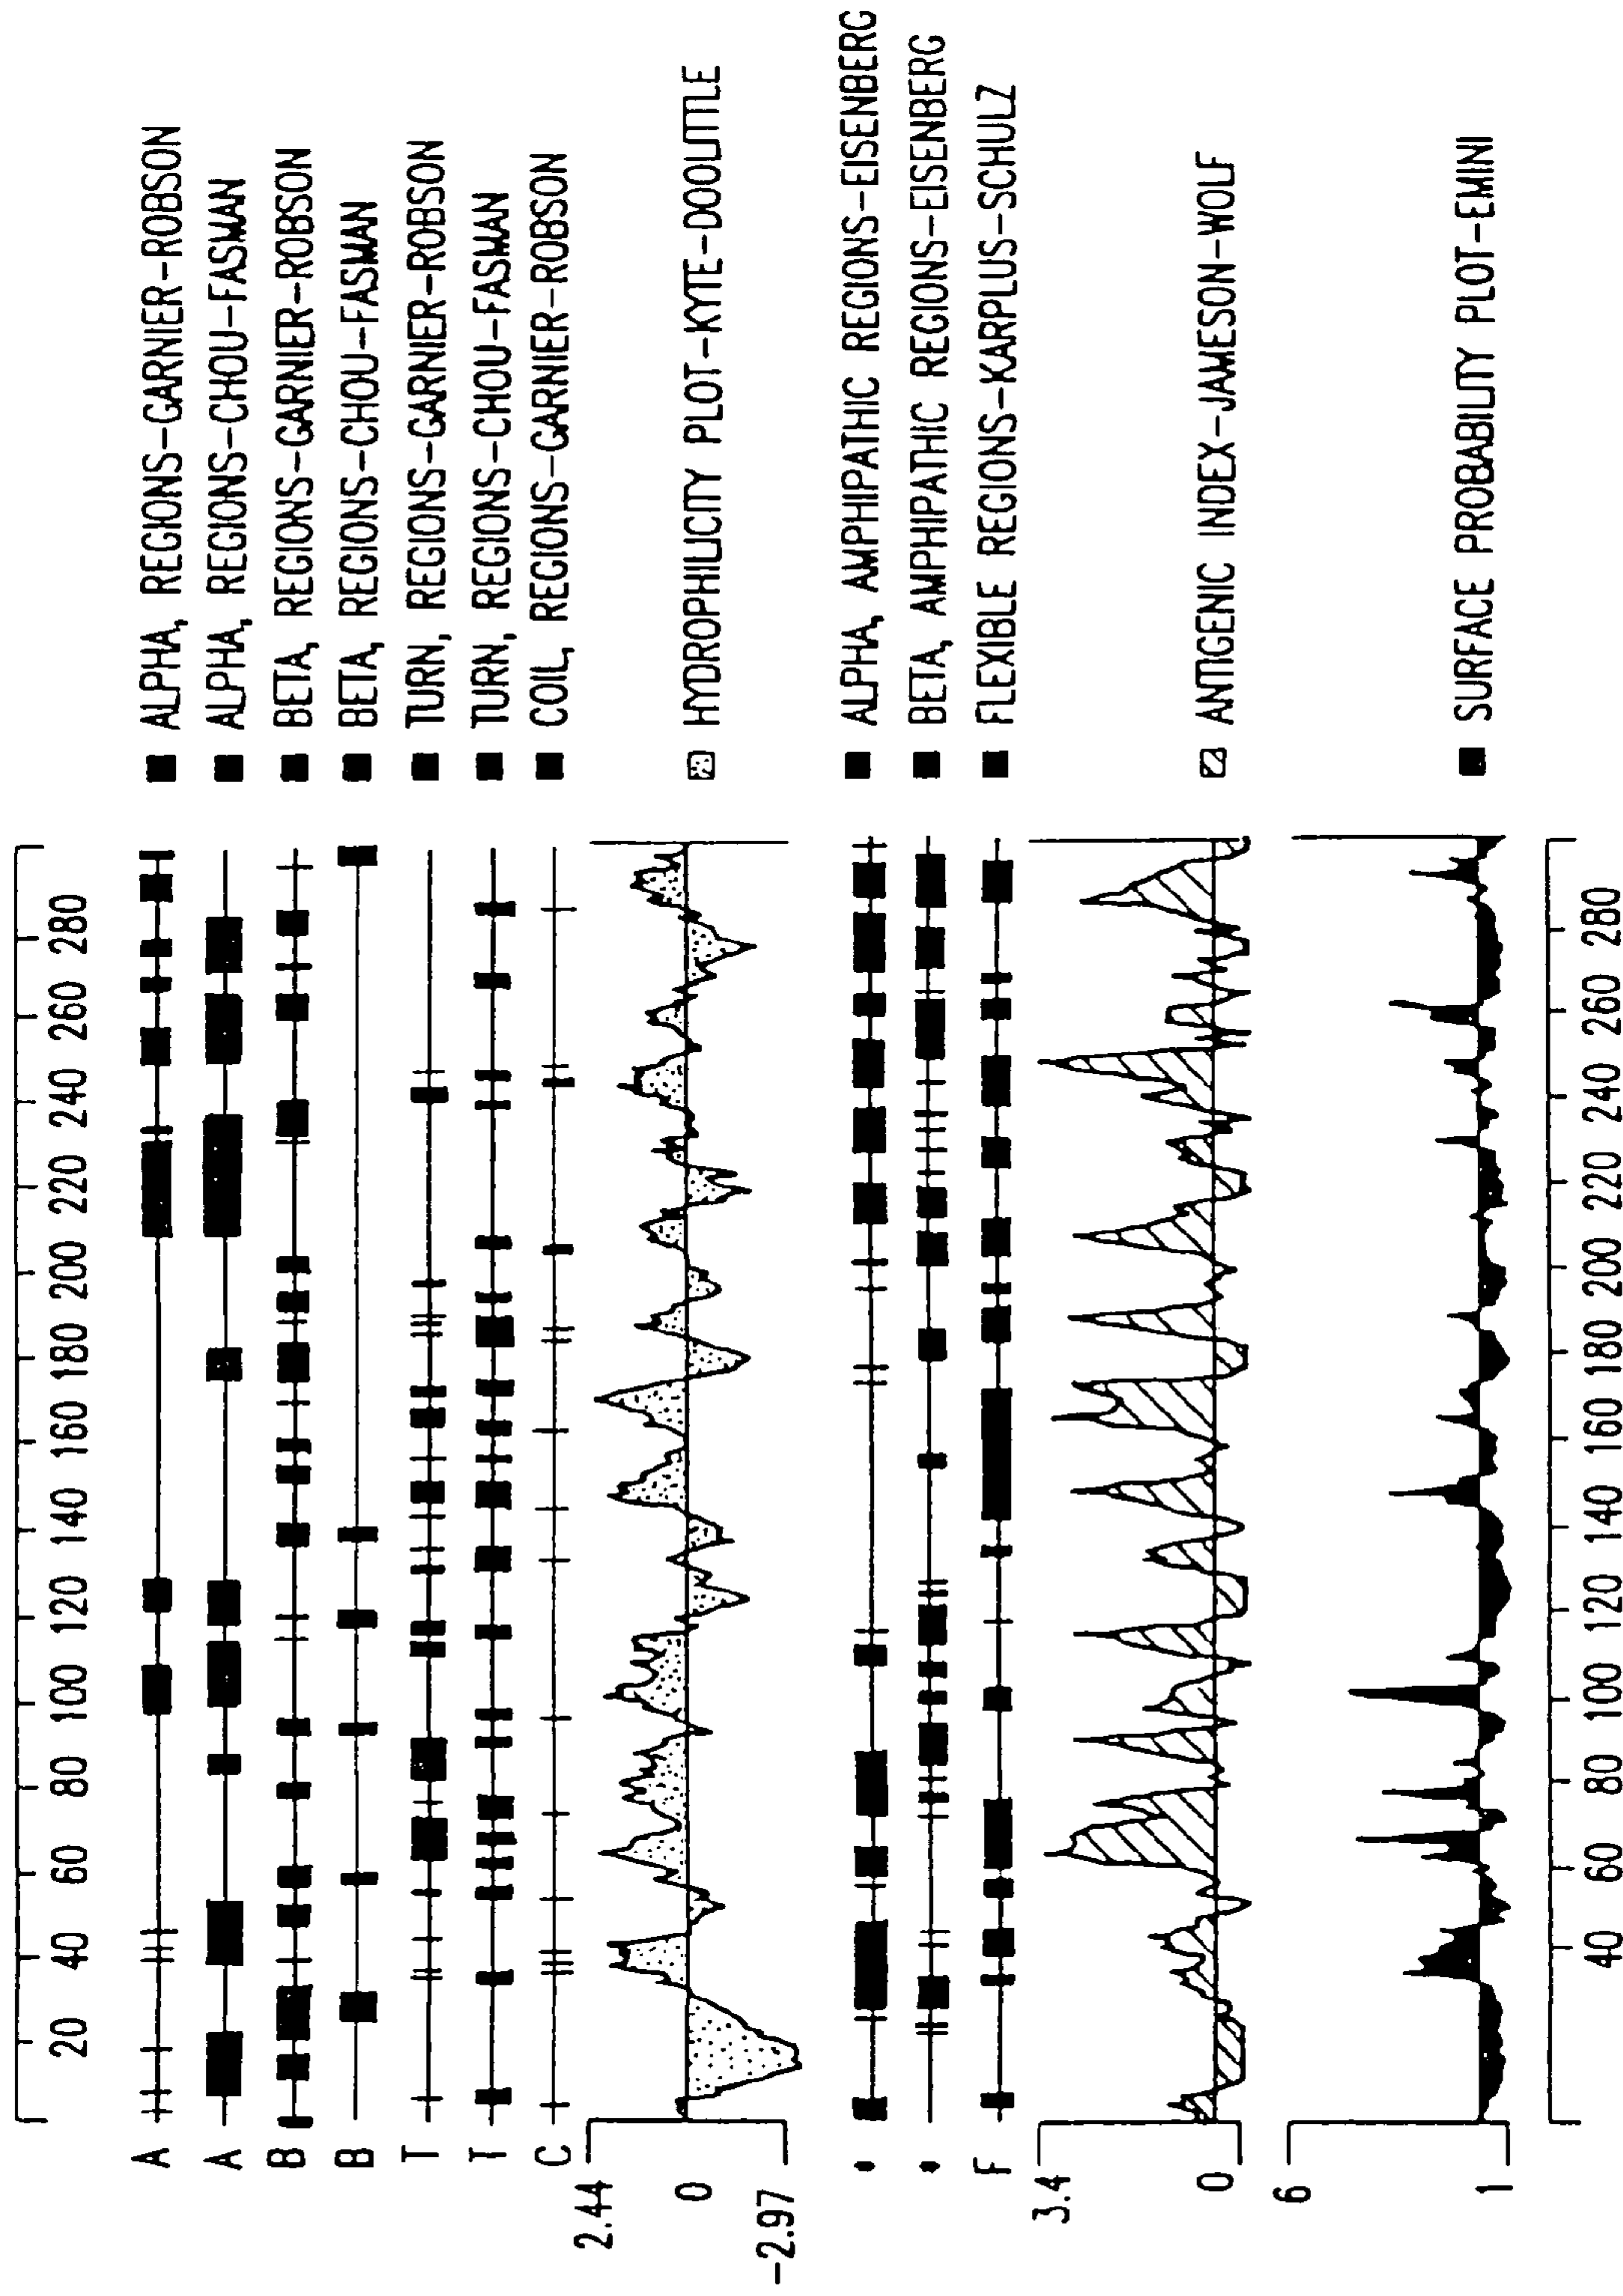 20 40 60 80 100 120 140 160 180 200 220 240 260 280
A ALPHA, REGIONS-GARNIER-ROBSON
A ALPHA, REGIONS-CHOU-FASMAN
B BETA, REGIONS-GARNIER-ROBSON
B BETA, REGIONS-CHOU-FASMAN
T TURN, REGIONS-GARNIER-ROBSON
T TURN, REGIONS-CHOU-FASMAN
C COIL, REGIONS-GARNIER-ROBSON
2.44
0 HYDROPHILICITY PLOT-KYTE-DOOLITTLE
-2.97
ALPHA, AMPHIPATHIC REGIONS-EISENBERG
BETA, AMPHIPATHIC REGIONS-EISENBERG
F FLEXIBLE REGIONS-KARPLUS-SCHULZ
3.4
0 ANTIGENIC INDEX-JAMESON-WOLF
6
SURFACE PROBABILITY PLOT-EMINI
1
40 60 80 100 120 140 160 180 200 220 240 260 280